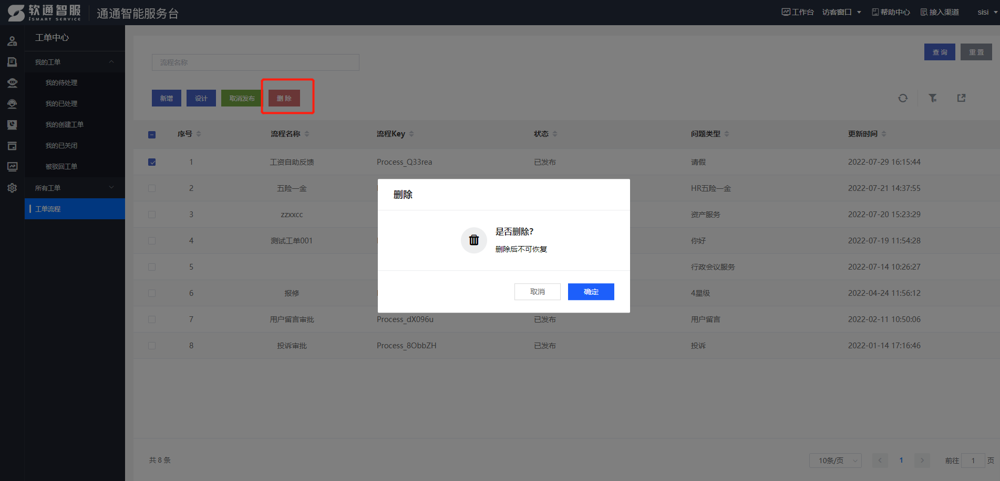 软通智服
iSMART SERVICE
通通智能服务台
工作台 访客窗口 帮助中心 接入渠道 sisi
工单中心
我的工单
我的待处理
我的已处理
我的创建工单
我的已关闭
被驳回工单
所有工单
工单流程
流程名称
查询 重置
新增 设计 取消发布 删除
序号 流程名称 流程Key 状态 问题类型 更新时间
1 工资自助反馈 Process_Q33rea 已发布 请假 2022-07-29 16:15:44
2 五险一金 HR五险一金 2022-07-21 14:37:55
3 zzxxcc 资产服务 2022-07-20 15:23:29
4 测试工单001 你好 2022-07-19 11:54:28
5 行政会议服务 2022-07-14 10:26:27
6 报修 4星级 2022-04-24 11:56:12
7 用户留言审批 Process_dX096u 已发布 用户留言 2022-02-11 10:50:06
8 投诉审批 Process_8ObbZH 已发布 投诉 2022-01-14 17:16:46
删除
是否删除?
删除后不可恢复
取消 确定
共 8 条
10条/页 1 前往 1 页